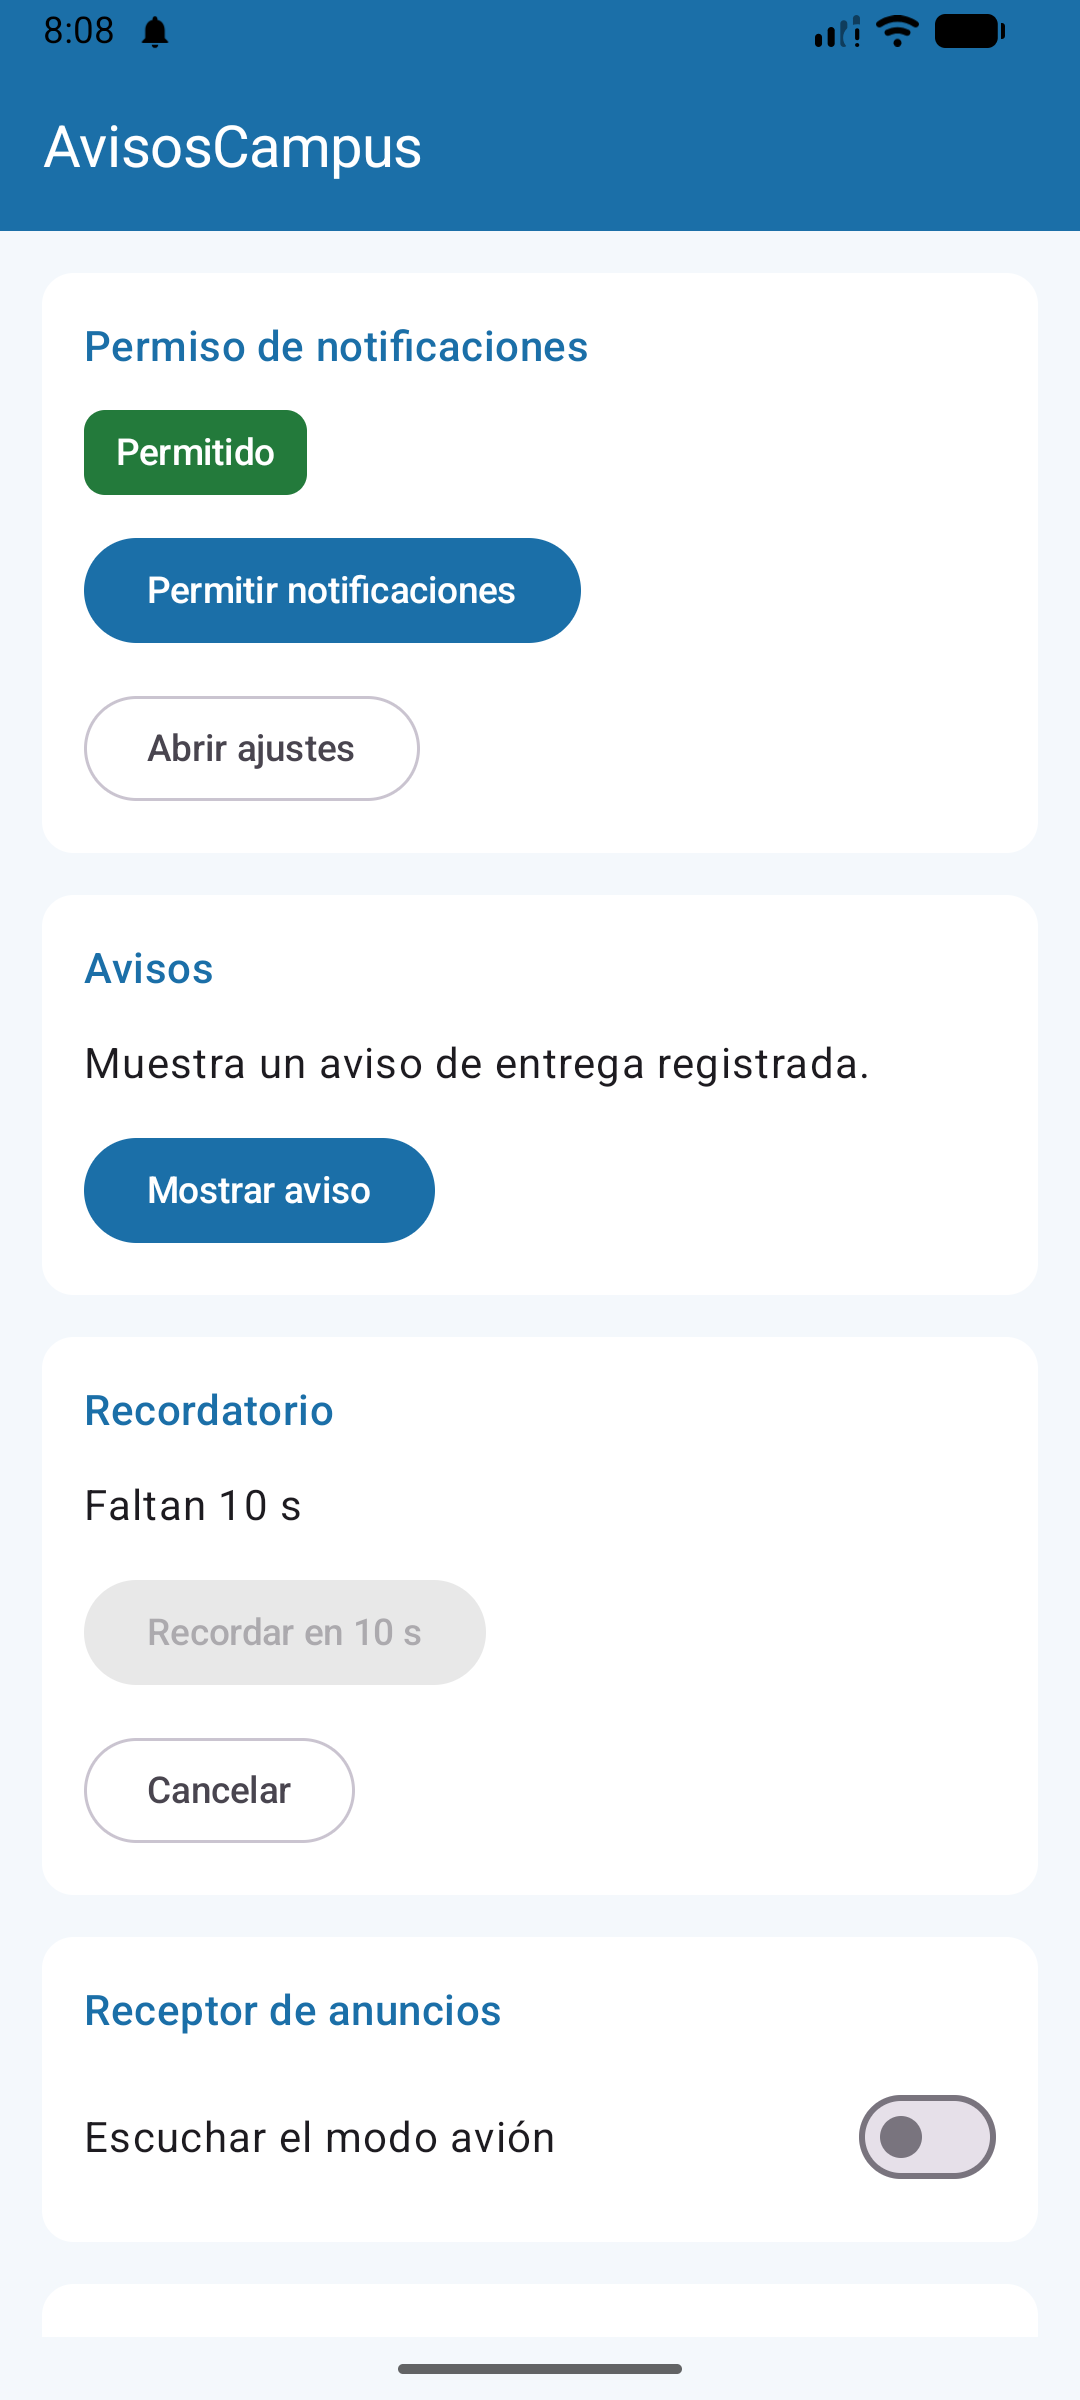 8:08
AvisosCampus
Permiso de notificaciones
Permitido
Permitir notificaciones
Abrir ajustes
Avisos
Muestra un aviso de entrega registrada.
Mostrar aviso
Recordatorio
Faltan 10 s
Recordar en 10 s
Cancelar
Receptor de anuncios
Escuchar el modo avión